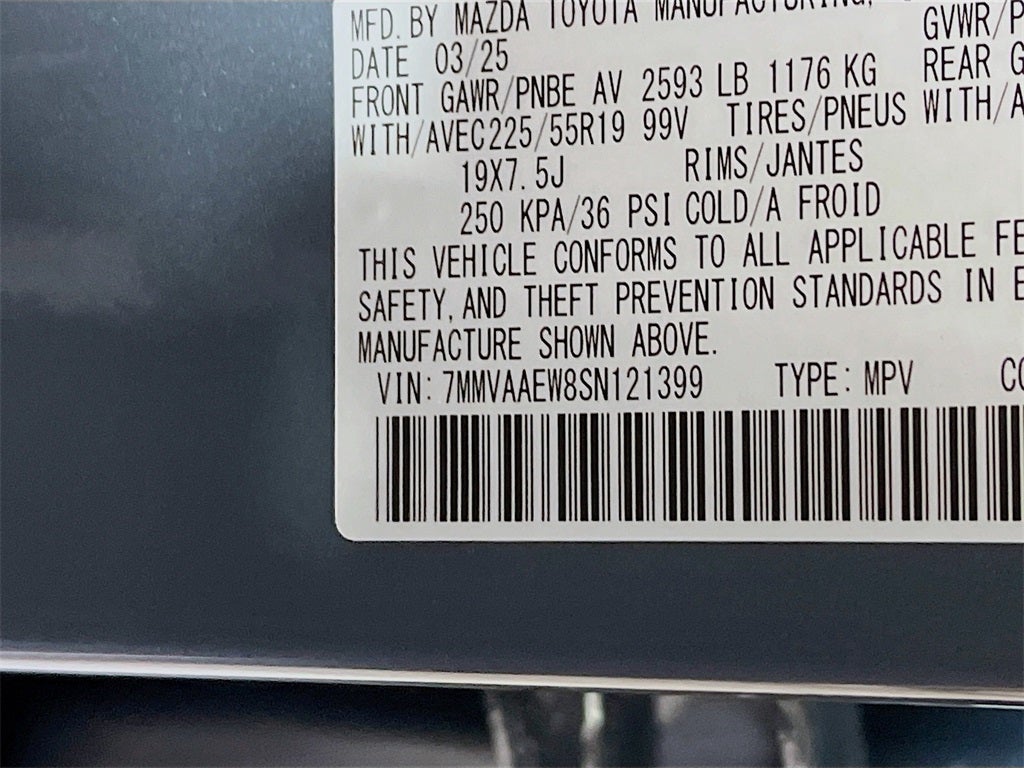 MFD. BY MAZDA TOYOTA MANUFACTURING,
DATE 03/25 GVWR/P
FRONT GAWR/PNBE AV 2593 LB 1176 KG REAR G
WITH/AVEC225/55R19 99V TIRES/PNEUS WITH/A
19X7.5J RIMS/JANTES
250 KPA/36 PSI COLD/A FROID
THIS VEHICLE CONFORMS TO ALL APPLICABLE FE
SAFETY, AND THEFT PREVENTION STANDARDS IN E
MANUFACTURE SHOWN ABOVE.
VIN: 7MMVAAEW8SN121399 TYPE: MPV CO